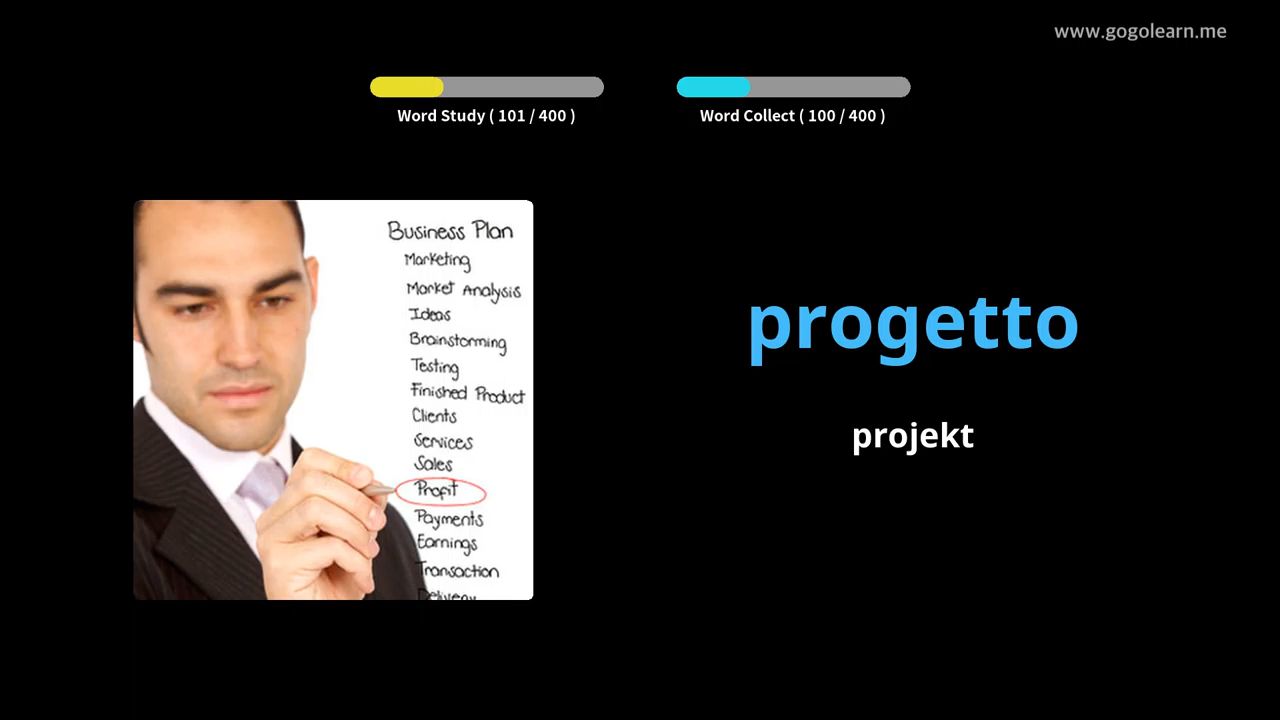 www.gogolearn.me
Word Study ( 101 / 400 )
Word Collect ( 100 / 400 )
Business Plan
Marketing
Market Analysis
Ideas
Brainstorming
Testing
Finished Product
Clients
Services
Sales
Profit
Payments
Earnings
Transaction
Delivery
progetto
projekt